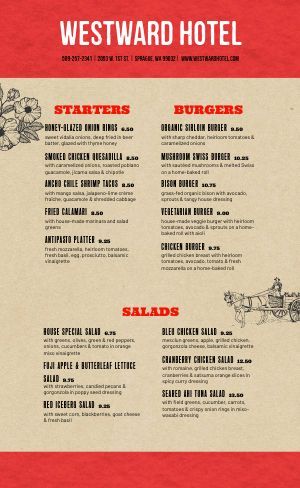 WESTWARD HOTEL
509-257-2341 | 2093 W. 1ST ST. | SPRAGUE, WA 99032 | WWW.WESTWARDHOTEL.COM
STARTERS
HONEY-GLAZED ONION RINGS 6.50
sweet vidalia onions, deep fried in beer
batter, glazed with thyme honey
SMOKED CHICKEN QUESADILLA 8.50
with caramelized onions, roasted poblano
guacamole, jicama salsa & chipotle
ANCHO CHILE SHRIMP TACOS 8.50
with mango salsa, jalapeno-lime crème
fraiche, guacamole & shredded cabbage
FRIED CALAMARI 8.50
with house-made marinara and salad
greens
ANTIPASTO PLATTER 9.25
fresh mozzarella, heirloom tomatoes,
fresh basil, egg, prosciutto, balsamic
vinaigrette
BURGERS
ORGANIC SIRLOIN BURGER 9.50
with sharp cheddar, heirloom tomatoes &
caramelized onions
MUSHROOM SWISS BURGER 10.25
with sauteed mushrooms & melted Swiss
on a home-baked roll
BISON BURGER 10.75
grass-fed organic bison with avocado,
sprouts & tangy house dressing
VEGETARIAN BURGER 9.00
house-made veggie burger with heirloom
tomatoes, avocado & sprouts on a home-
baked roll with aioli
CHICKEN BURGER 9.75
grilled chicken breast with heirloom
tomatoes, avocado, tomato & fresh
mozzarella on a home-baked roll
SALADS
HOUSE SPECIAL SALAD 6.75
with greens, olives, green & red peppers,
onions, cucumbers & tomato in orange
miso vinaigrette
FUJI APPLE & BUTTERLEAF LETTUCE
SALAD 9.75
with strawberries, candied pecans &
gorgonzola in poppy seed dressing
RED ICEBERG SALAD 9.25
with sweet corn, blackberries, goat cheese
& fresh basil
BLEU CHICKEN SALAD 9.25
mesclun greens, apple, grilled chicken,
gorgonzola cheese, balsamic vinaigrette
CRANBERRY CHICKEN SALAD 12.50
with romaine, grilled chicken breast,
cranberries & satsuma orange slices in
spicy curry dressing
SEARED AHI TUNA SALAD 13.50
with field greens, cucumber, carrots,
tomatoes & crispy onion rings in miso-
wasabi dressing